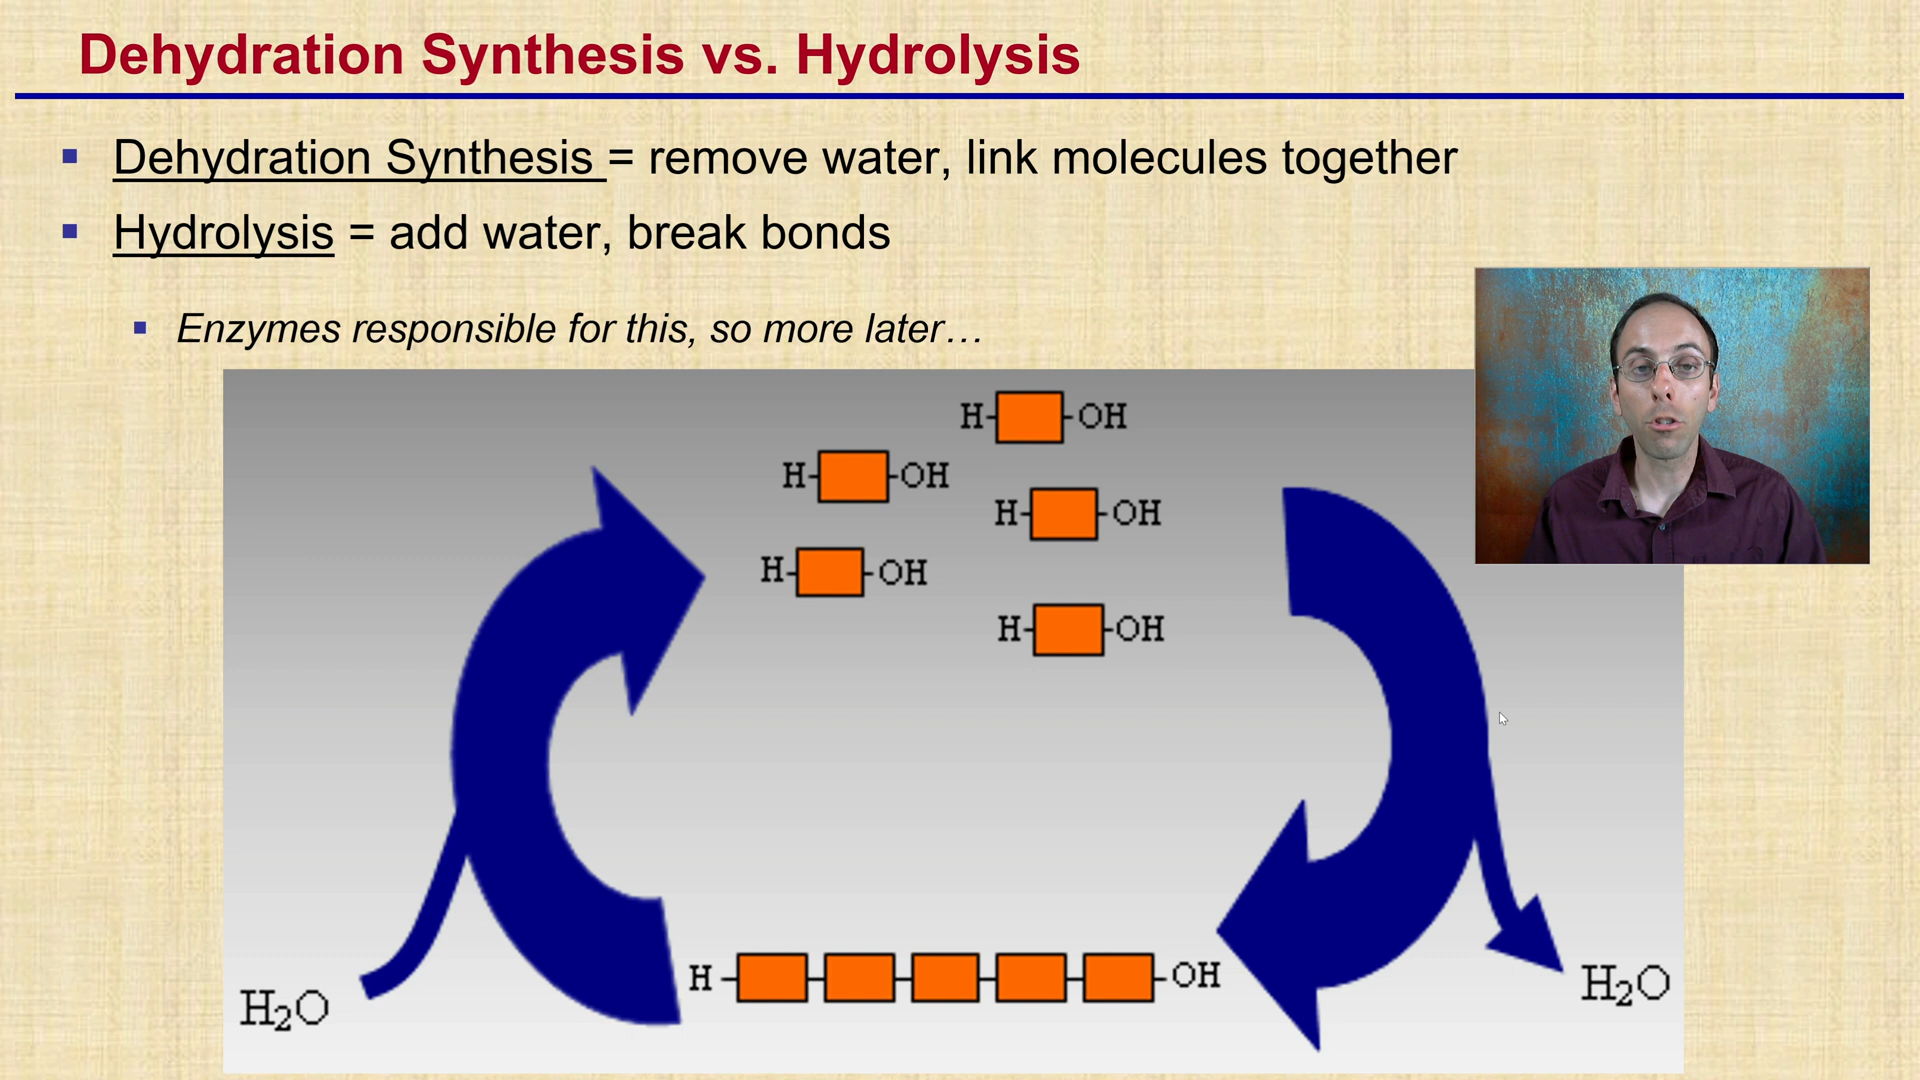 Dehydration Synthesis vs. Hydrolysis
Dehydration Synthesis = remove water, link molecules together
Hydrolysis = add water, break bonds
Enzymes responsible for this, so more later…
H-OH
H-OH
H-OH
H-OH
H-OH
H- -OH
H₂O
H₂O